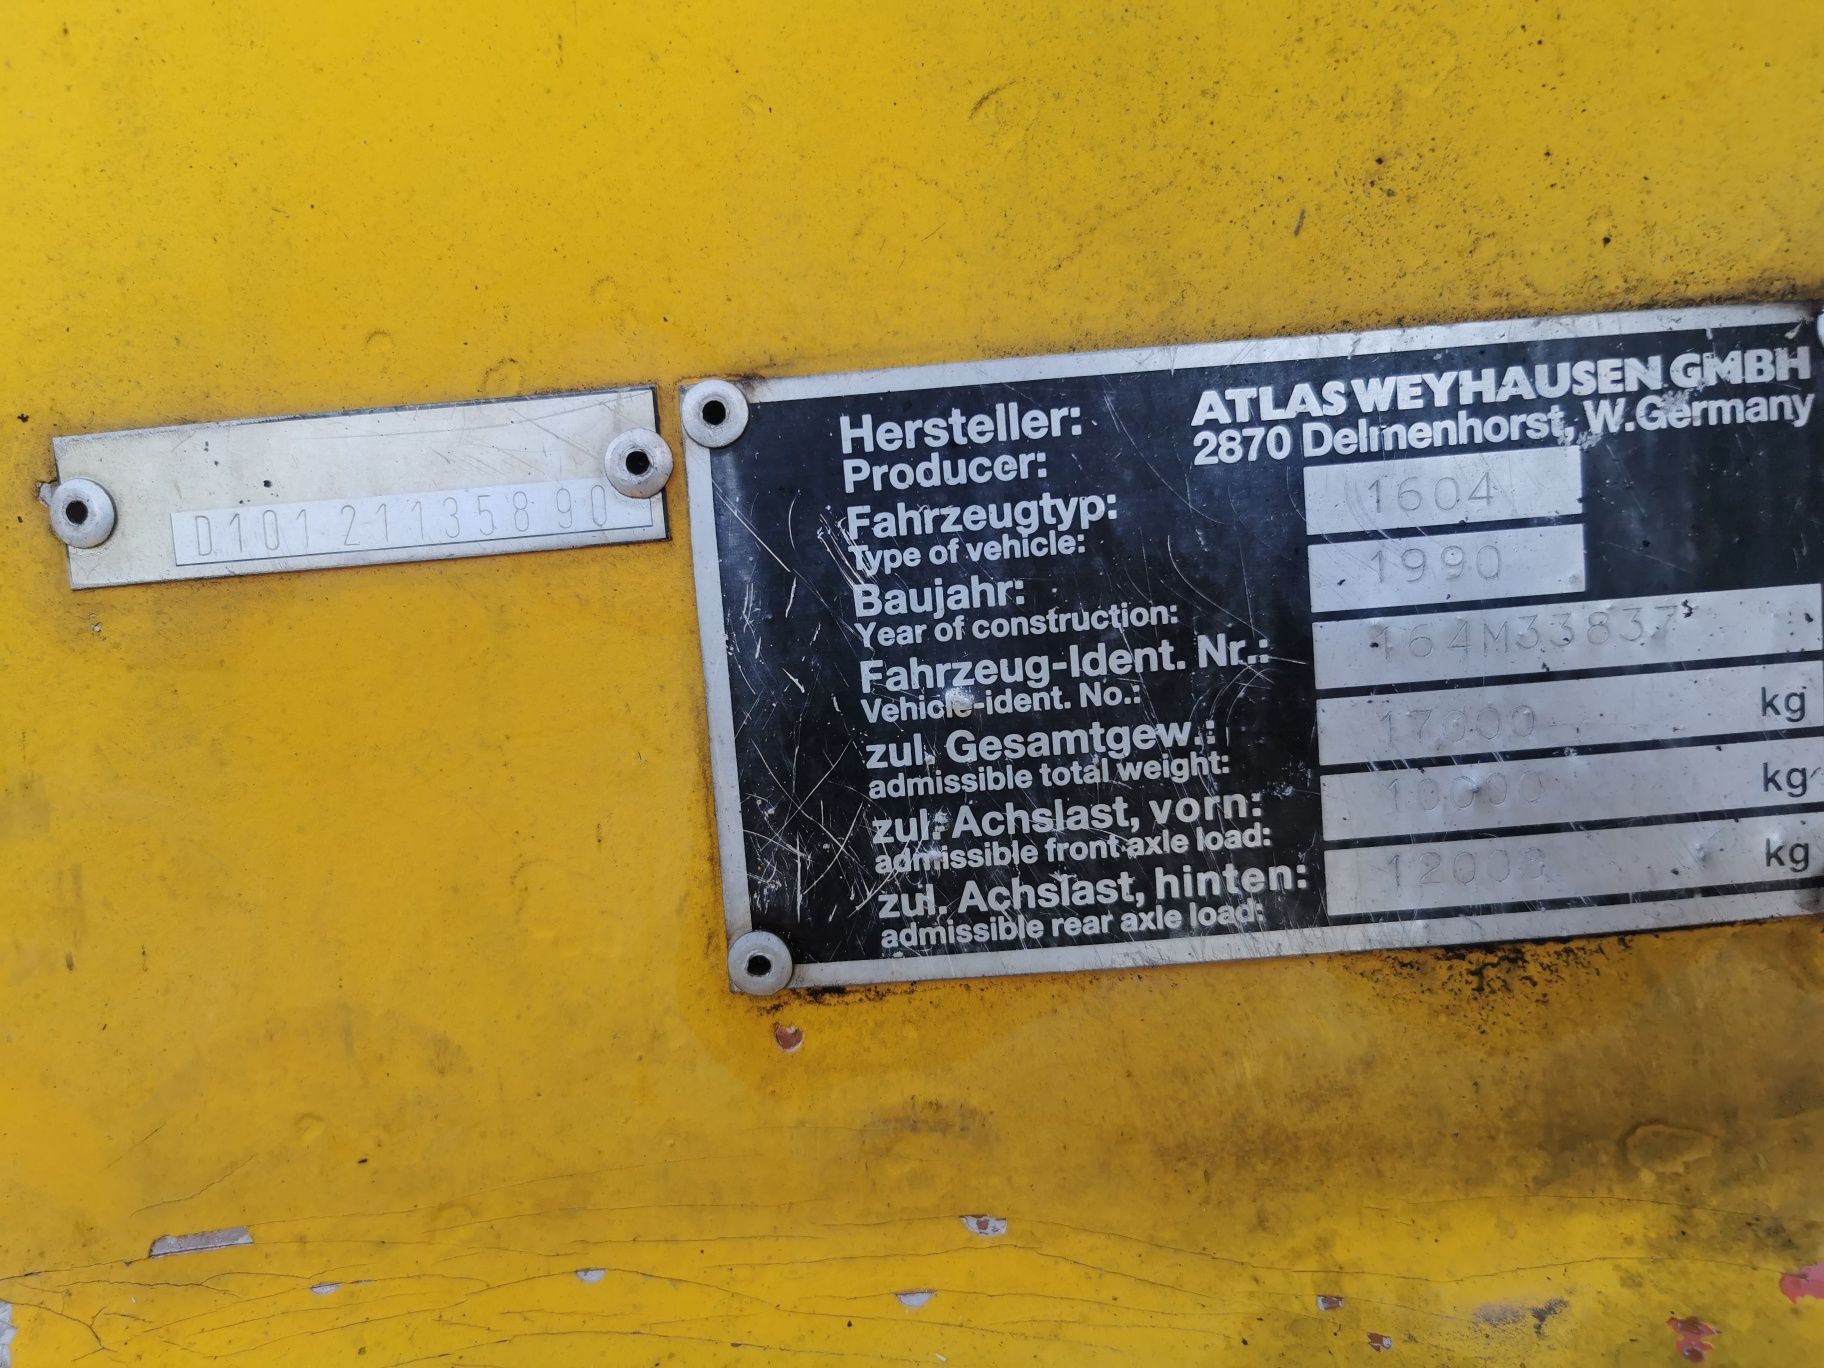 D101 21135890
Hersteller: ATLAS WEYHAUSEN GMBH
Producer: 2870 Delmenhorst, W.Germany
Fahrzeugtyp: 1604
Type of vehicle:
Baujahr: 1990
Year of construction:
Fahrzeug-Ident. Nr.: 164M33837
Vehicle-ident. No.:
zul. Gesamtgew.: 17000 kg
admissible total weight:
zul. Achslast, vorn: 10000 kg
admissible front axle load:
zul. Achslast, hinten: 12000 kg
admissible rear axle load: